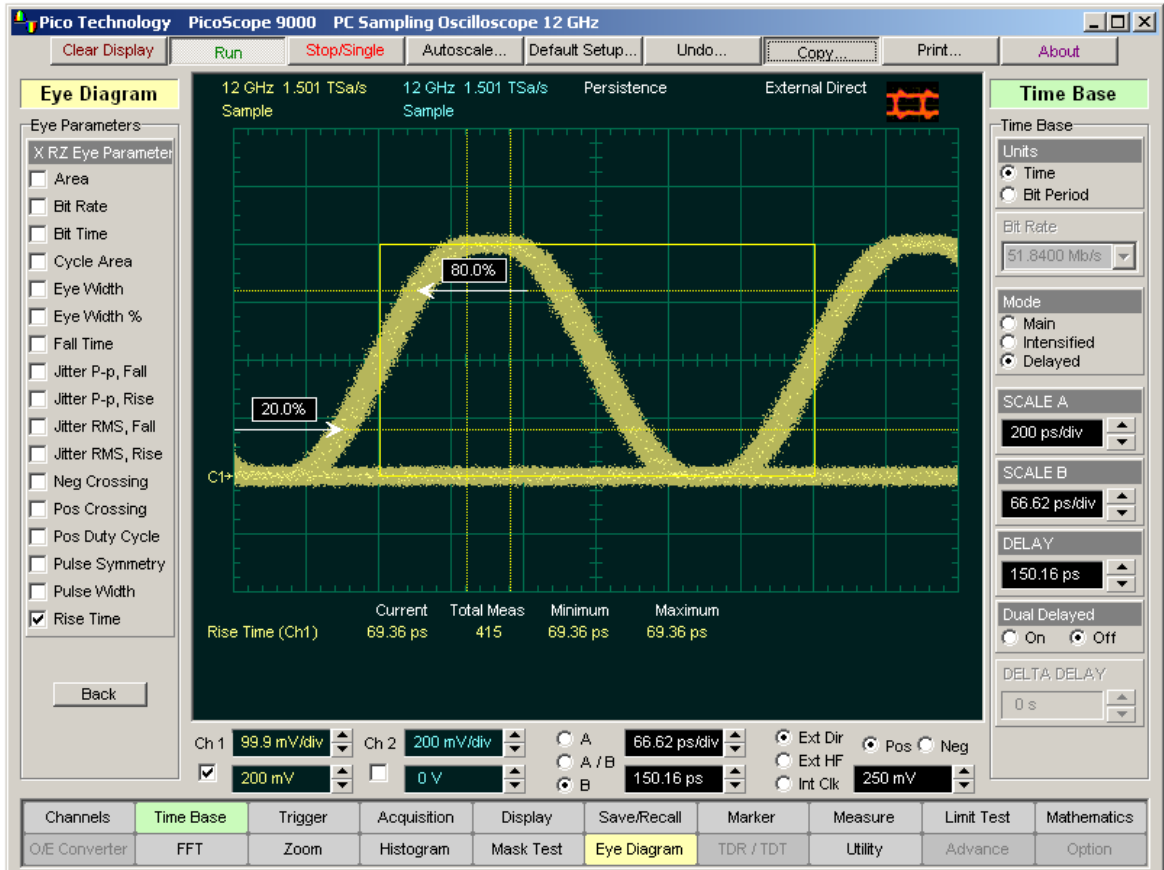 Pico Technology PicoScope 9000 PC Sampling Oscilloscope 12 GHz
Clear Display Run Stop/Single Autoscale... Default Setup... Undo... Copy... Print... About
Eye Diagram
Eye Parameters
X RZ Eye Parameter
Area
Bit Rate
Bit Time
Cycle Area
Eye Width
Eye Width %
Fall Time
Jitter P-p, Fall
Jitter P-p, Rise
Jitter RMS, Fall
Jitter RMS, Rise
Neg Crossing
Pos Crossing
Pos Duty Cycle
Pulse Symmetry
Pulse Width
Rise Time
Back
12 GHz 1.501 TSa/s 12 GHz 1.501 TSa/s Persistence External Direct
Sample Sample
80.0%
20.0%
C1
Current Total Meas Minimum Maximum
Rise Time (Ch1) 69.36 ps 415 69.36 ps 69.36 ps
Time Base
Time Base
Units
Time
Bit Period
Bit Rate
51.8400 Mb/s
Mode
Main
Intensified
Delayed
SCALE A
200 ps/div
SCALE B
66.62 ps/div
DELAY
150.16 ps
Dual Delayed
On Off
DELTA DELAY
0 s
Ch 1 99.9 mV/div Ch 2 200 mV/div A 66.62 ps/div Ext Dir Pos Neg
A / B Ext HF
200 mV 0 V B 150.16 ps Int Clk 250 mV
Channels Time Base Trigger Acquisition Display Save/Recall Marker Measure Limit Test Mathematics
O/E Converter FFT Zoom Histogram Mask Test Eye Diagram TDR / TDT Utility Advance Option